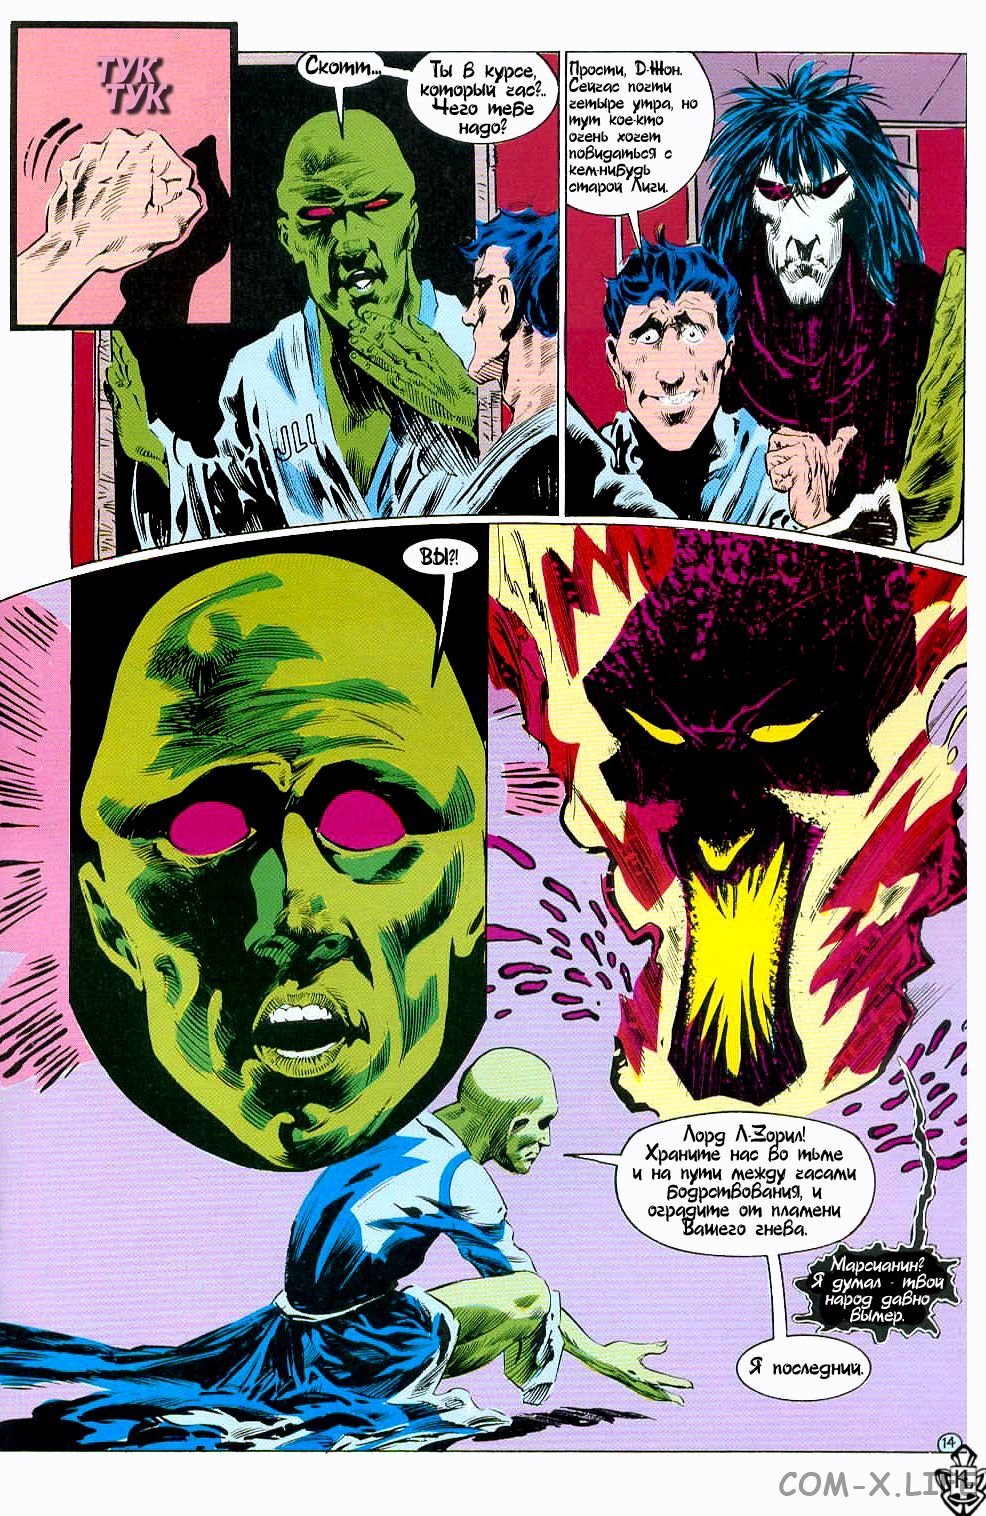 ТУК
ТУК
Скотт...
Ты в курсе,
который час?..
Чего тебе
надо?
Прости, Д'Жон.
Сейчас почти
четыре утра, но
тут кое-кто
очень хочет
повидаться с
кем-нибудь
старой Лиги.
JLI
ВЫ?!
Лорд Л-Зорил!
Храните нас во тьме
и на пути между часами
бодрствования, и
оградите от пламени
Вашего гнева.
Марсианин?
Я думал - твой
народ давно
вымер.
Я последний.
14
COM-X.LIFE